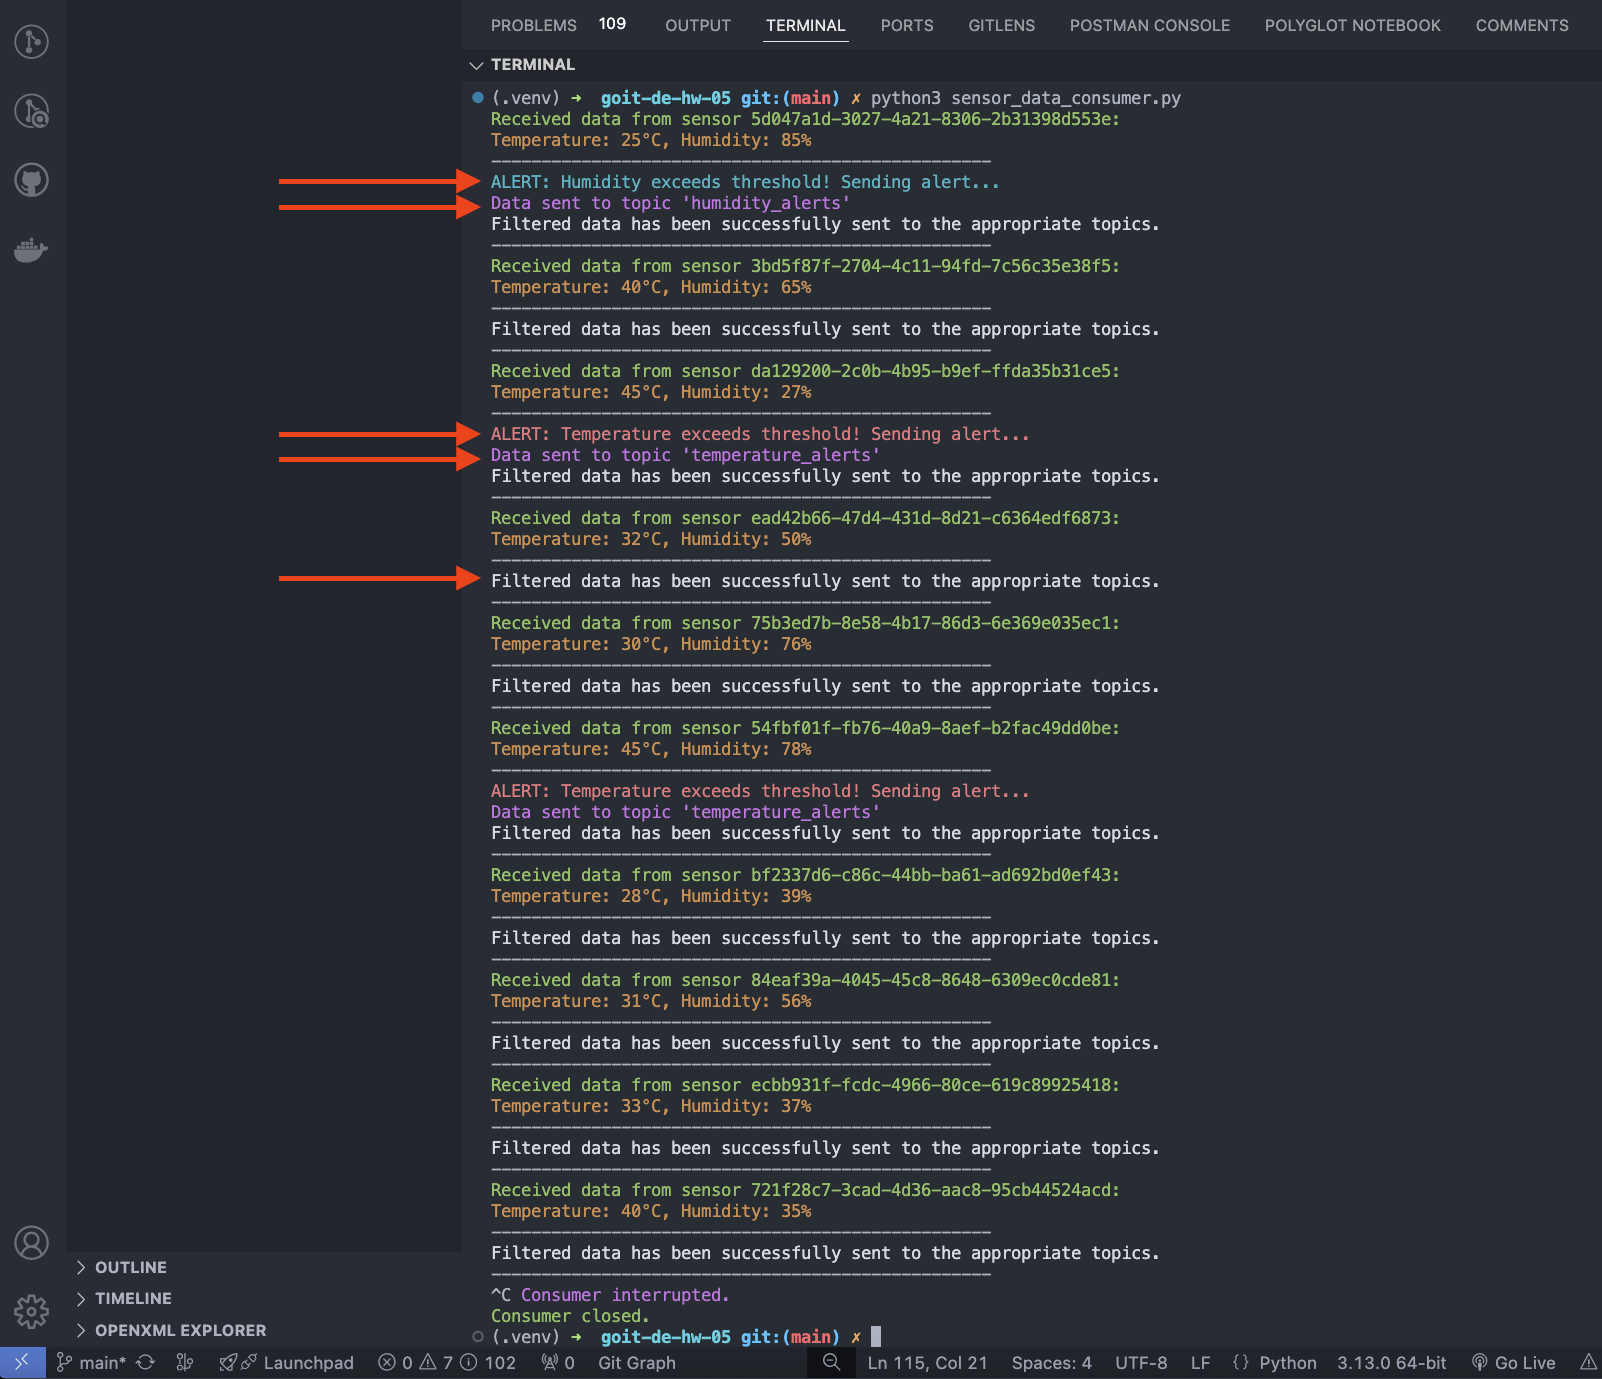 PROBLEMS 109 OUTPUT TERMINAL PORTS GITLENS POSTMAN CONSOLE POLYGLOT NOTEBOOK COMMENTS
TERMINAL
(.venv) ➜ goit-de-hw-05 git:(main) ✗ python3 sensor_data_consumer.py
Received data from sensor 5d047a1d-3027-4a21-8306-2b31398d553e:
Temperature: 25°C, Humidity: 85%
--------------------------------------------------
ALERT: Humidity exceeds threshold! Sending alert...
Data sent to topic 'humidity_alerts'
Filtered data has been successfully sent to the appropriate topics.
--------------------------------------------------
Received data from sensor 3bd5f87f-2704-4c11-94fd-7c56c35e38f5:
Temperature: 40°C, Humidity: 65%
--------------------------------------------------
Filtered data has been successfully sent to the appropriate topics.
--------------------------------------------------
Received data from sensor da129200-2c0b-4b95-b9ef-ffda35b31ce5:
Temperature: 45°C, Humidity: 27%
--------------------------------------------------
ALERT: Temperature exceeds threshold! Sending alert...
Data sent to topic 'temperature_alerts'
Filtered data has been successfully sent to the appropriate topics.
--------------------------------------------------
Received data from sensor ead42b66-47d4-431d-8d21-c6364edf6873:
Temperature: 32°C, Humidity: 50%
--------------------------------------------------
Filtered data has been successfully sent to the appropriate topics.
--------------------------------------------------
Received data from sensor 75b3ed7b-8e58-4b17-86d3-6e369e035ec1:
Temperature: 30°C, Humidity: 76%
--------------------------------------------------
Filtered data has been successfully sent to the appropriate topics.
--------------------------------------------------
Received data from sensor 54fbf01f-fb76-40a9-8aef-b2fac49dd0be:
Temperature: 45°C, Humidity: 78%
--------------------------------------------------
ALERT: Temperature exceeds threshold! Sending alert...
Data sent to topic 'temperature_alerts'
Filtered data has been successfully sent to the appropriate topics.
--------------------------------------------------
Received data from sensor bf2337d6-c86c-44bb-ba61-ad692bd0ef43:
Temperature: 28°C, Humidity: 39%
--------------------------------------------------
Filtered data has been successfully sent to the appropriate topics.
--------------------------------------------------
Received data from sensor 84eaf39a-4045-45c8-8648-6309ec0cde81:
Temperature: 31°C, Humidity: 56%
--------------------------------------------------
Filtered data has been successfully sent to the appropriate topics.
--------------------------------------------------
Received data from sensor ecbb931f-fcdc-4966-80ce-619c89925418:
Temperature: 33°C, Humidity: 37%
--------------------------------------------------
Filtered data has been successfully sent to the appropriate topics.
--------------------------------------------------
Received data from sensor 721f28c7-3cad-4d36-aac8-95cb44524acd:
Temperature: 40°C, Humidity: 35%
--------------------------------------------------
Filtered data has been successfully sent to the appropriate topics.
--------------------------------------------------
^C Consumer interrupted.
Consumer closed.
(.venv) ➜ goit-de-hw-05 git:(main) ✗
OUTLINE
TIMELINE
OPENXML EXPLORER
main* Launchpad 0 7 102 0 Git Graph Ln 115, Col 21 Spaces: 4 UTF-8 LF {} Python 3.13.0 64-bit Go Live